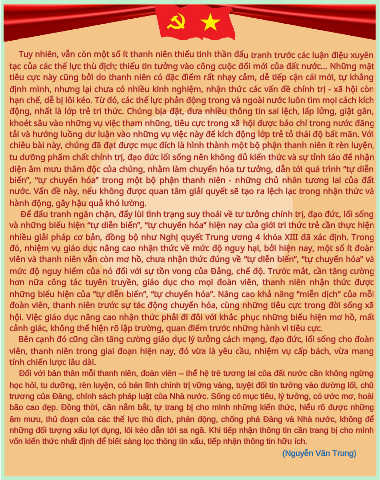 Tuy nhiên, vẫn còn một số ít thanh niên thiếu tinh thần đấu tranh trước các luận điệu xuyên
tạc của các thế lực thù địch; thiếu tin tưởng vào công cuộc đổi mới của đất nước... Những mặt
tiêu cực này cũng bởi do thanh niên có đặc điểm rất nhạy cảm, dễ tiếp cận cái mới, tự khẳng
định mình, nhưng lại chưa có nhiều kinh nghiệm, nhận thức các vấn đề chính trị - xã hội còn
hạn chế, dễ bị lôi kéo. Từ đó, các thế lực phản động trong và ngoài nước luôn tìm mọi cách kích
động, nhất là lớp trẻ trí thức. Chúng bịa đặt, đưa nhiều thông tin sai lệch, lấp lửng, giật gân,
khoét sâu vào những vụ việc tham nhũng, tiêu cực trong xã hội được báo chí trong nước đăng
tải và hướng luồng dư luận vào những vụ việc này để kích động lớp trẻ tỏ thái độ bất mãn. Với
chiêu bài này, chúng đã đạt được mục đích là hình thành một bộ phận thanh niên ít rèn luyện,
tu dưỡng phẩm chất chính trị, đạo đức lối sống nên không đủ kiến thức và sự tỉnh táo để nhận
diện âm mưu thâm độc của chúng, nhằm làm chuyển hóa tư tưởng, dẫn tới quá trình "tự diễn
biến", "tự chuyển hóa" trong một bộ phận thanh niên - những chủ nhân tương lai của đất
nước. Vấn đề này, nếu không được quan tâm giải quyết sẽ tạo ra lệch lạc trong nhận thức và
hành động, gây hậu quả khó lường.
Để đấu tranh ngăn chặn, đẩy lùi tình trạng suy thoái về tư tưởng chính trị, đạo đức, lối sống
và những biểu hiện "tự diễn biến", "tự chuyển hóa" hiện nay của giới trí thức trẻ cần thực hiện
nhiều giải pháp cơ bản, đồng bộ như Nghị quyết Trung ương 4 khóa XIII đã xác định. Trong
đó, nhiệm vụ giáo dục nâng cao nhận thức về mức độ nguy hại, bởi hiện nay, một số ít đoàn
viên và thanh niên vẫn còn mơ hồ, chưa nhận thức đúng về "tự diễn biến", "tự chuyển hóa" và
mức độ nguy hiểm của nó đối với sự tồn vong của Đảng, chế độ. Trước mắt, cần tăng cường
hơn nữa công tác tuyên truyền, giáo dục cho mọi đoàn viên, thanh niên nhận thức được
những biểu hiện của "tự diễn biến", "tự chuyển hóa". Nâng cao khả năng "miễn dịch" của mỗi
đoàn viên, thanh niên trước sự tác động chuyển hóa, cũng những tiêu cực trong đời sống xã
hội. Việc giáo dục nâng cao nhận thức phải đi đôi với khắc phục những biểu hiện mơ hồ, mất
cảnh giác, không thể hiện rõ lập trường, quan điểm trước những hành vi tiêu cực.
Bên cạnh đó cũng cần tăng cường giáo dục lý tưởng cách mạng, đạo đức, lối sống cho đoàn
viên, thanh niên trong giai đoạn hiện nay, đó vừa là yêu cầu, nhiệm vụ cấp bách, vừa mang
tính chiến lược lâu dài.
Đối với bản thân mỗi thanh niên, đoàn viên – thế hệ trẻ tương lai của đất nước cần không ngừng
học hỏi, tu dưỡng, rèn luyện, có bản lĩnh chính trị vững vàng, tuyệt đối tin tưởng vào đường lối, chủ
trương của Đảng, chính sách pháp luật của Nhà nước. Sống có mục tiêu, lý tưởng, có ước mơ, hoài
bão cao đẹp. Đồng thời, cần nắm bắt, tự trang bị cho mình những kiến thức, hiểu rõ được những
âm mưu, thủ đoạn của các thế lực thù địch, phản động, chống phá Đảng và Nhà nước, không để
những đối tượng xấu lợi dụng, lôi kéo dẫn tới sa ngã. Khi tiếp nhận thông tin cần trang bị cho mình
vốn kiến thức nhất định để biết sàng lọc thông tin xấu, tiếp nhận thông tin hữu ích.
(Nguyễn Văn Trung)